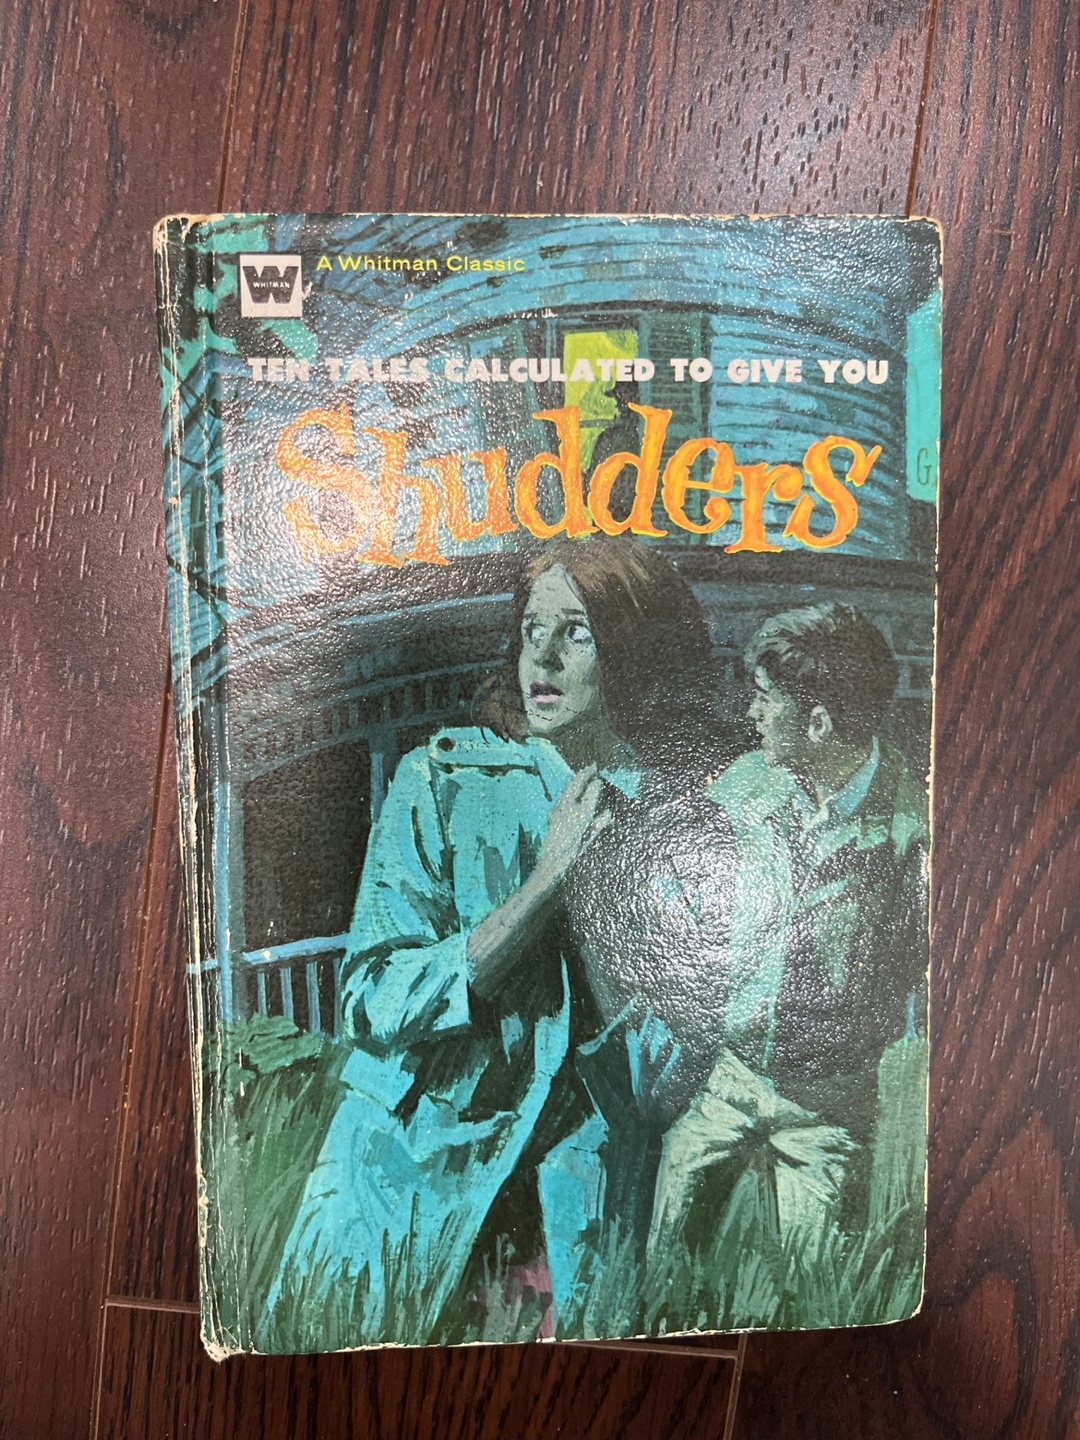 WHITMAN
A Whitman Classic
TEN TALES CALCULATED TO GIVE YOU
Shudders
G